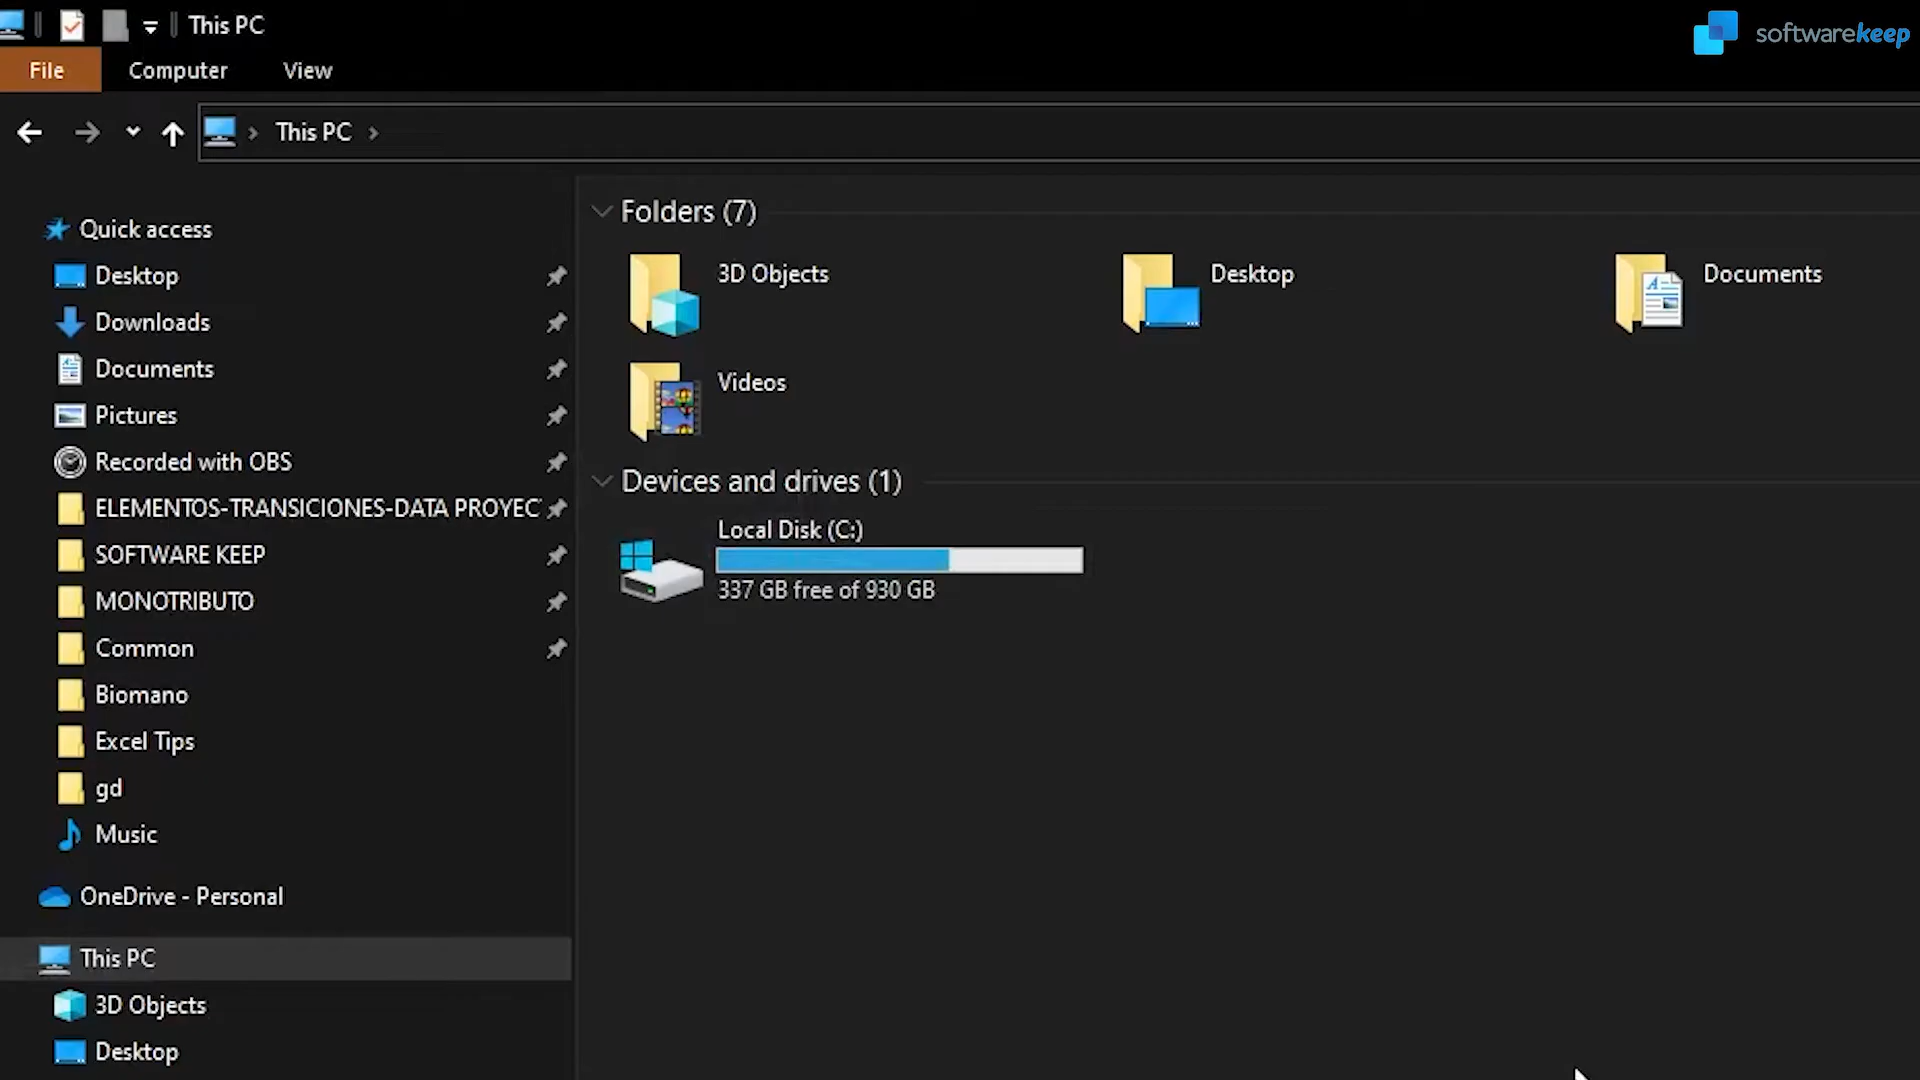 This PC
softwarekeep
File Computer View
This PC
Quick access
Desktop
Downloads
Documents
Pictures
Recorded with OBS
ELEMENTOS-TRANSICIONES-DATA PROYEC
SOFTWARE KEEP
MONOTRIBUTO
Common
Biomano
Excel Tips
gd
Music
OneDrive - Personal
This PC
3D Objects
Desktop
Folders (7)
3D Objects
Desktop
Documents
Videos
Devices and drives (1)
Local Disk (C:)
337 GB free of 930 GB